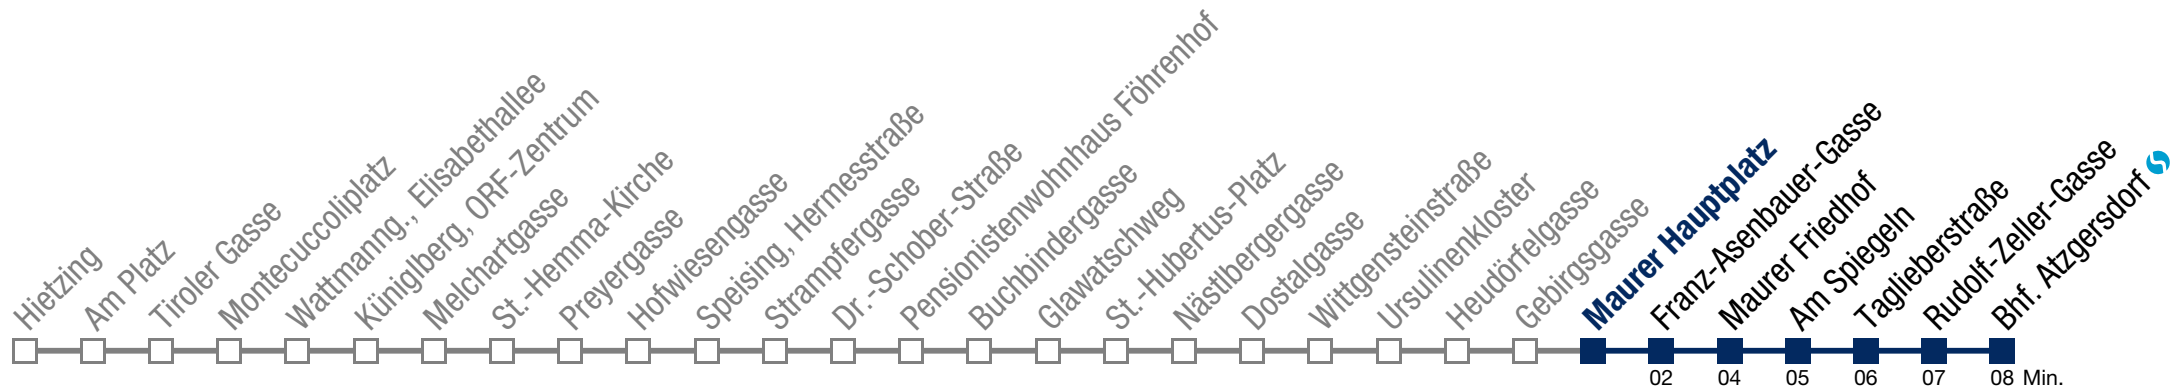 Hietzing
Am Platz
Tiroler Gasse
Montecuccoliplatz
Wattmanng., Elisabethallee
Küniglberg, ORF-Zentrum
Melchartgasse
St.-Hemma-Kirche
Preyergasse
Hofwiesengasse
Speising, Hermesstraße
Strampfergasse
Dr.-Schober-Straße
Pensionistenwohnhaus Föhrenhof
Buchbindergasse
Glawatschweg
St.-Hubertus-Platz
Nästlbergergasse
Dostalgasse
Wittgensteinstraße
Ursulinenkloster
Heudörfelgasse
Gebirgsgasse
Maurer Hauptplatz
Franz-Asenbauer-Gasse
Maurer Friedhof
Am Spiegeln
Taglieberstraße
Rudolf-Zeller-Gasse
Bhf. Atzgersdorf
02 04 05 06 07 08 Min.